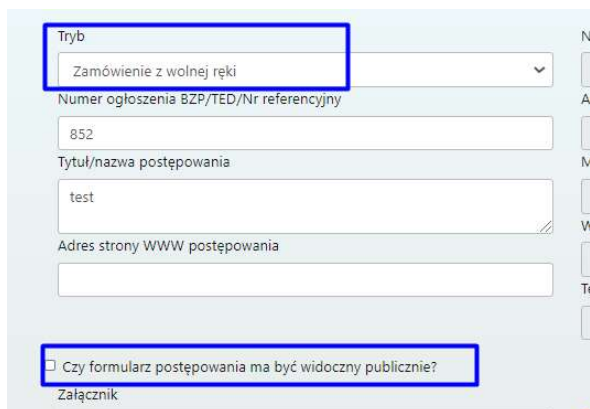 Tryb
Zamówienie z wolnej ręki
Numer ogłoszenia BZP/TED/Nr referencyjny
852
Tytuł/nazwa postępowania
test
Adres strony WWW postępowania
Czy formularz postępowania ma być widoczny publicznie?
Załącznik